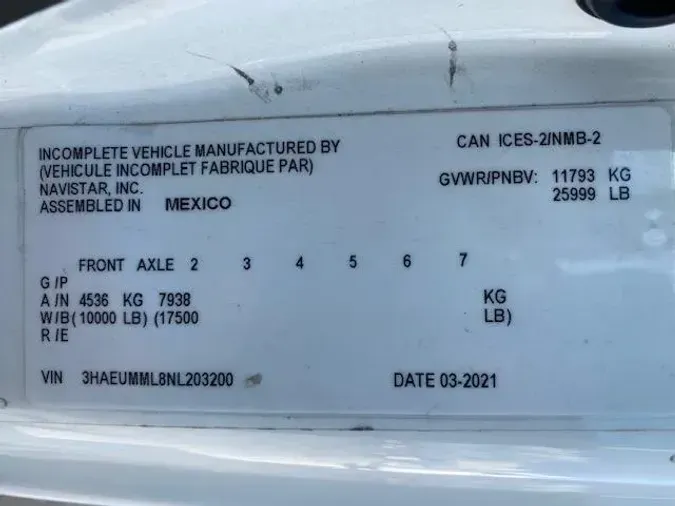 INCOMPLETE VEHICLE MANUFACTURED BY
(VEHICULE INCOMPLET FABRIQUE PAR)
NAVISTAR, INC.
ASSEMBLED IN MEXICO
CAN ICES-2/NMB-2
GVWR/PNBV: 11793 KG
25999 LB
FRONT AXLE 2 3 4 5 6 7
G /P
A /N 4536 KG 7938 KG
W/B (10000 LB) (17500 LB)
R /E
VIN 3HAEUMML8NL203200 DATE 03-2021